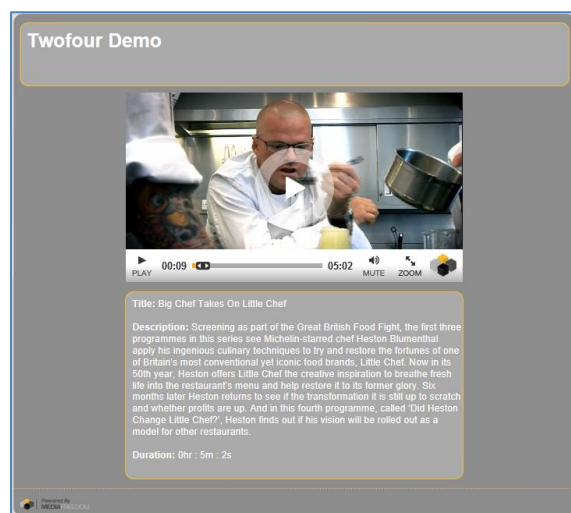 Twofour Demo
PLAY
00:09
05:02
MUTE
ZOOM
Title: Big Chef Takes On Little Chef
Description: Screening as part of the Great British Food Fight, the first three
programmes in this series see Michelin-starred chef Heston Blumenthal
apply his ingenious culinary techniques to try and restore the fortunes of one
of Britain's most conventional yet iconic food brands, Little Chef. Now in its
50th year, Heston offers Little Chef the creative inspiration to breathe fresh
life into the restaurant's menu and help restore it to its former glory. Six
months later Heston returns to see if the transformation it is still up to scratch
and whether profits are up. And in this fourth programme, called 'Did Heston
Change Little Chef?', Heston finds out if his vision will be rolled out as a
model for other restaurants.
Duration: 0hr : 5m : 2s
Powered By
MEDIAFREEDOM